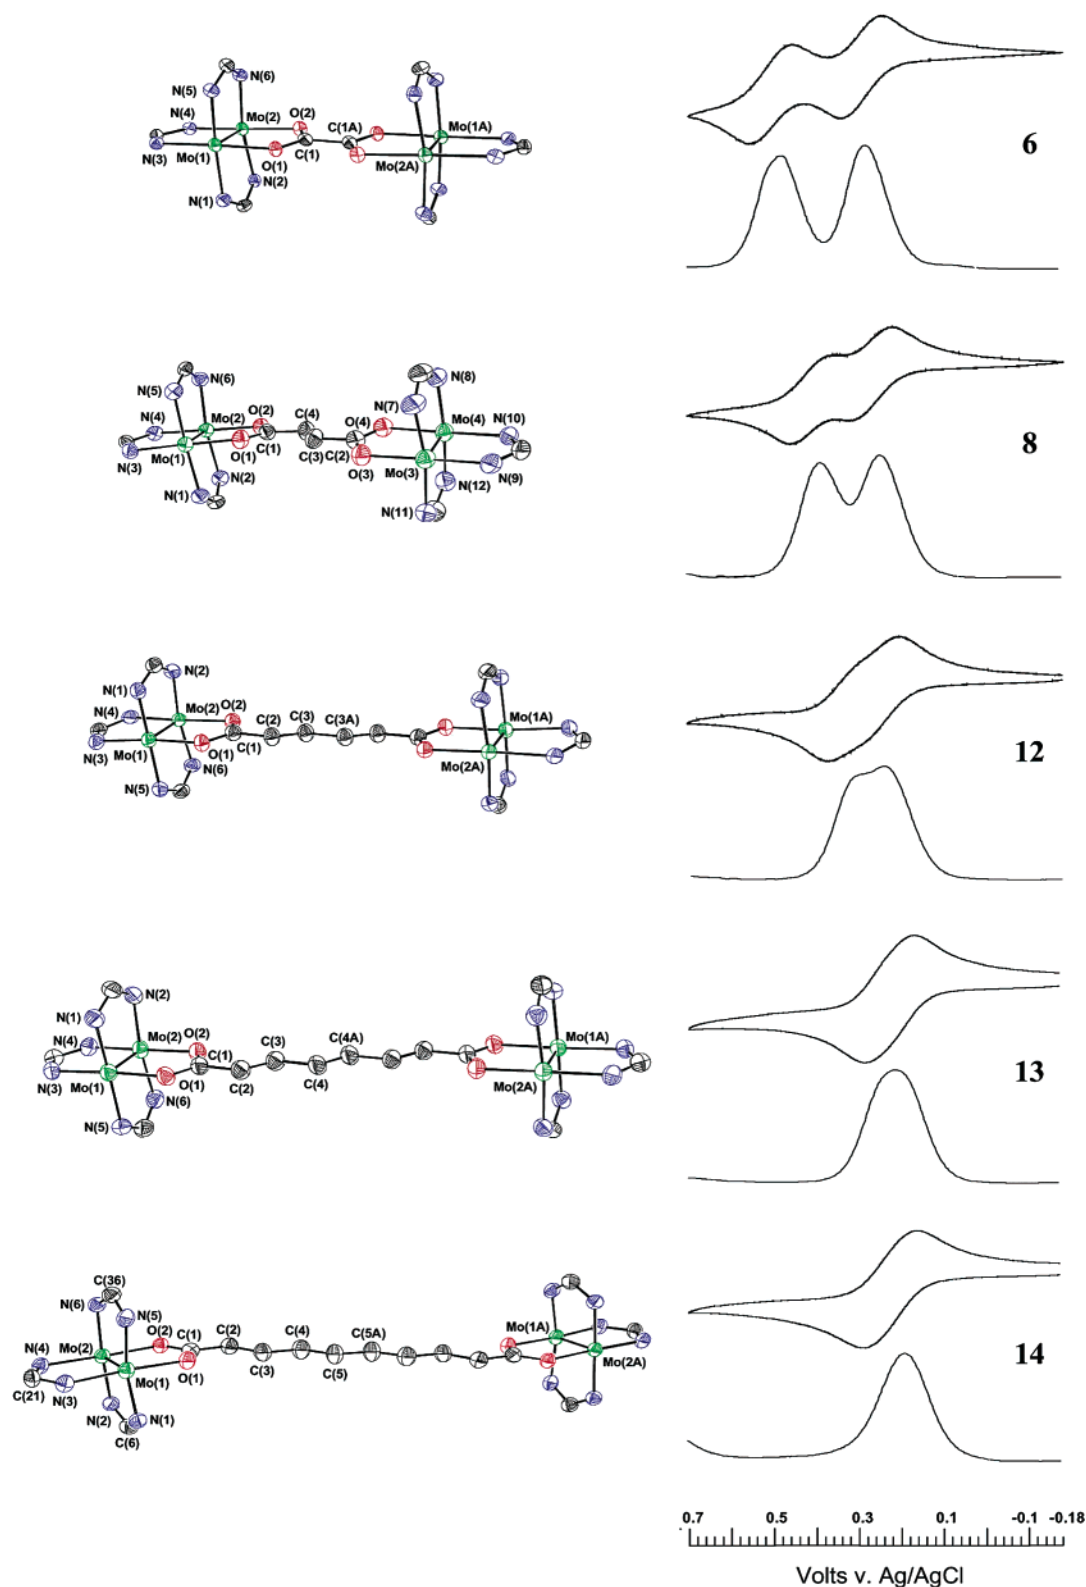 N(5) N(6)
N(4) Mo(2) O(2) C(1A) Mo(1A)
N(3) Mo(1) O(1) C(1) Mo(2A)
N(1) N(2)
6
N(5) N(6) N(7) N(8)
N(4) Mo(2) O(2) C(4) O(4) Mo(4) N(10)
N(3) Mo(1) O(1) C(1) C(3) C(2) O(3) Mo(3) N(9)
N(1) N(2) N(11) N(12)
8
N(1) N(2)
N(4) Mo(2) O(2) C(2) C(3) C(3A) Mo(1A)
N(3) Mo(1) O(1) C(1) Mo(2A)
N(5) N(6)
12
N(1) N(2)
N(4) Mo(2) O(2) C(1) C(3) C(4A) Mo(1A)
N(3) Mo(1) O(1) C(2) C(4) Mo(2A)
N(5) N(6)
13
C(36)
N(6) N(5)
N(4) Mo(2) O(2) C(1) C(2) C(4) C(5A) Mo(1A)
C(21) N(3) Mo(1) O(1) C(3) C(5) Mo(2A)
N(2) N(1)
C(6)
14
0.7 0.5 0.3 0.1 -0.1 -0.18
Volts v. Ag/AgCl